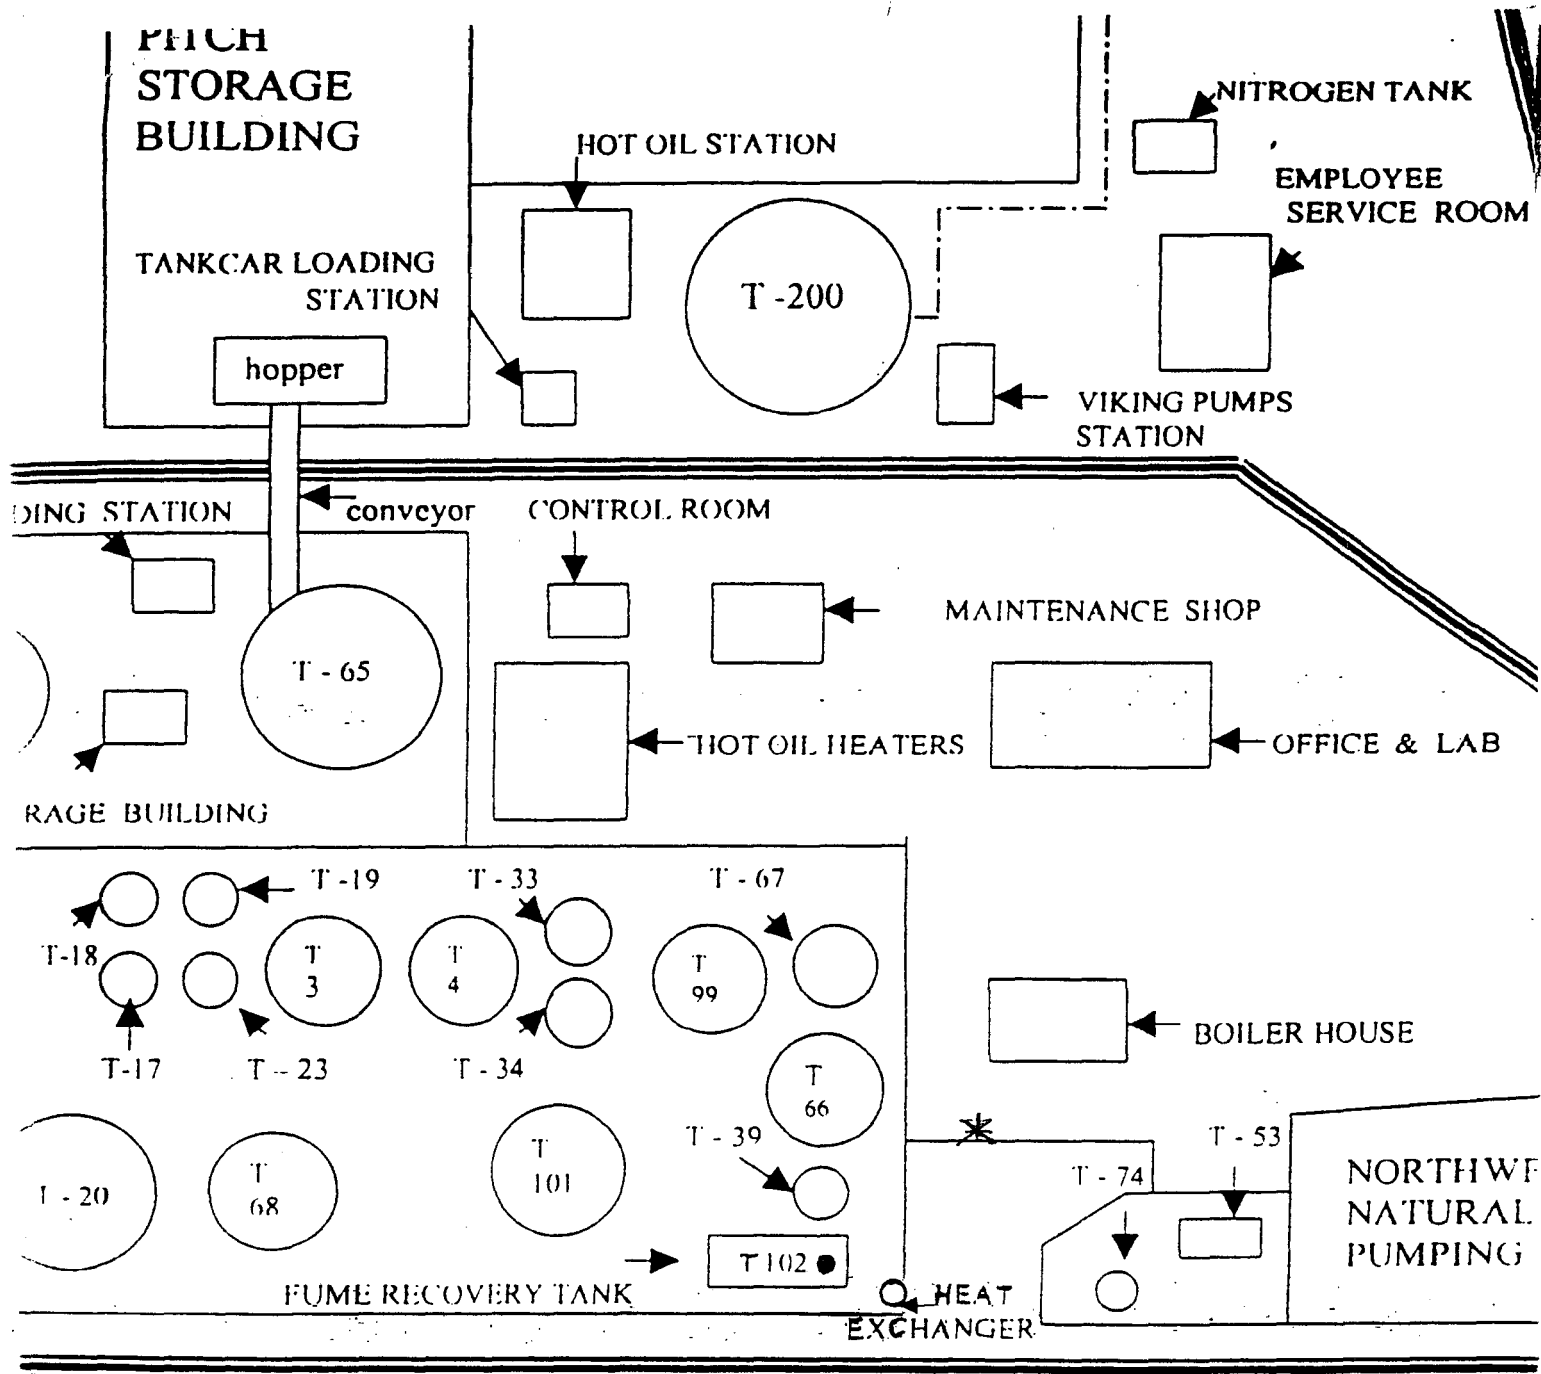 PITCH
STORAGE
BUILDING
NITROGEN TANK
HOT OIL STATION
EMPLOYEE
SERVICE ROOM
TANKCAR LOADING
STATION
T -200
hopper
VIKING PUMPS
STATION
DING STATION
conveyor
CONTROL ROOM
MAINTENANCE SHOP
T - 65
HOT OIL HEATERS
OFFICE & LAB
RAGE BUILDING
T -19
T - 33
T - 67
T-18
T
3
T
4
T
99
BOILER HOUSE
T-17
T - 23
T - 34
T
66
T - 39
T - 53
T - 74
NORTHWE
NATURAL
PUMPING
T - 20
T
68
T
101
T 102
FUME RECOVERY TANK
HEAT
EXCHANGER